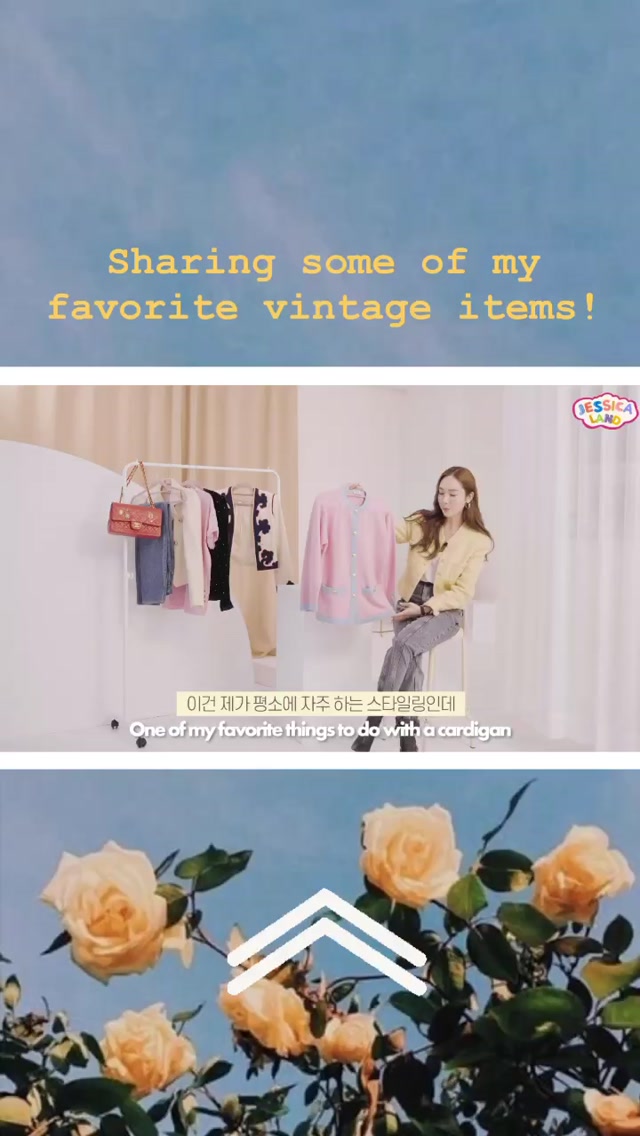 Sharing some of my
favorite vintage items!
JESSICA
LAND
이건 제가 평소에 자주 하는 스타일링인데
One of my favorite things to do with a cardigan